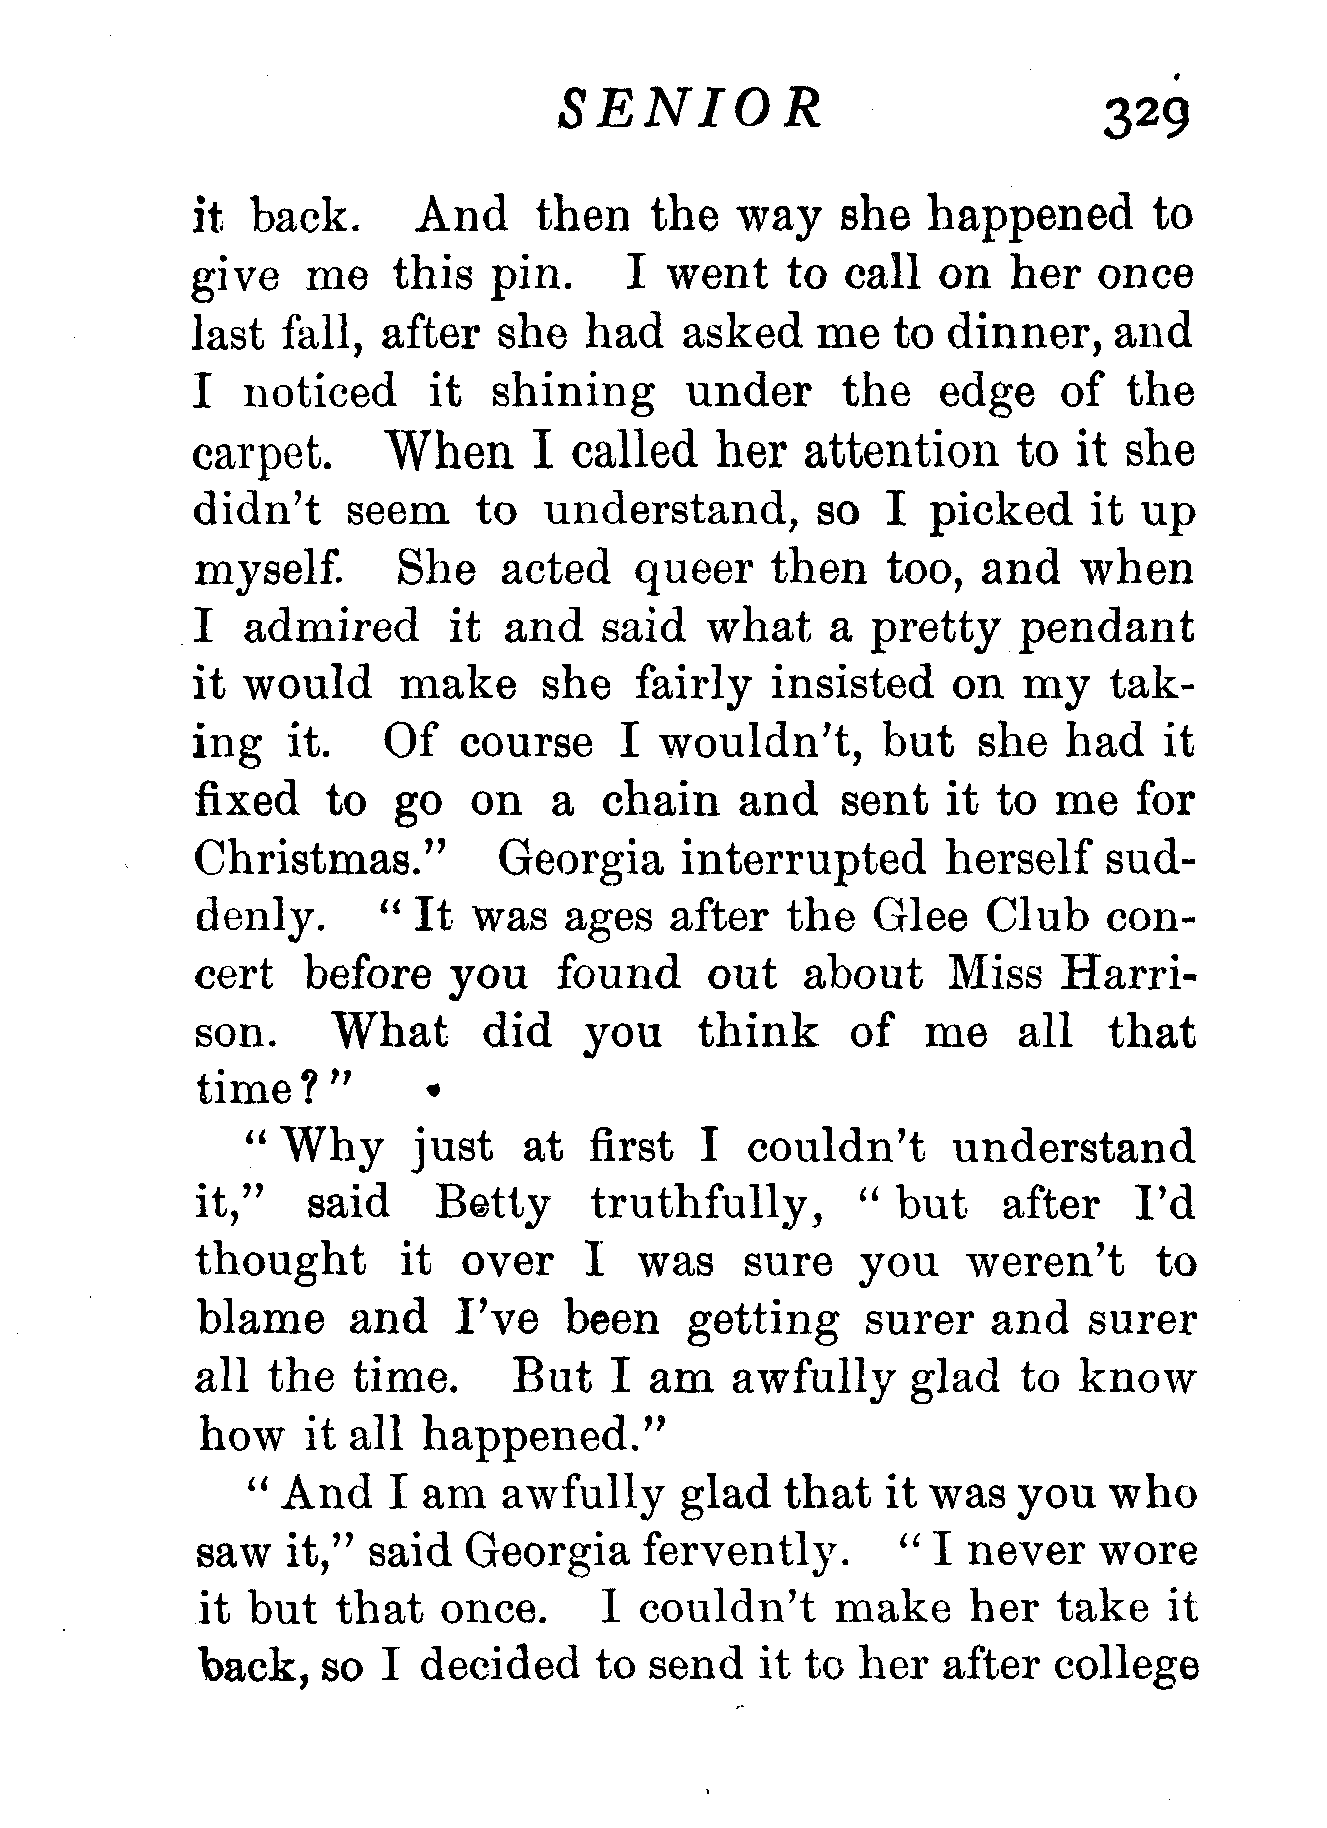 SENIOR 329
it back. And then the way she happened to
give me this pin. I went to call on her once
last fall, after she had asked me to dinner, and
I noticed it shining under the edge of the
carpet. When I called her attention to it she
didn't seem to understand, so I picked it up
myself. She acted queer then too, and when
I admired it and said what a pretty pendant
it would make she fairly insisted on my tak-
ing it. Of course I wouldn't, but she had it
fixed to go on a chain and sent it to me for
Christmas." Georgia interrupted herself sud-
denly. "It was ages after the Glee Club con-
cert before you found out about Miss Harri-
son. What did you think of me all that
time?"
"Why just at first I couldn't understand
it," said Betty truthfully, "but after I'd
thought it over I was sure you weren't to
blame and I've been getting surer and surer
all the time. But I am awfully glad to know
how it all happened."
"And I am awfully glad that it was you who
saw it," said Georgia fervently. "I never wore
it but that once. I couldn't make her take it
back, so I decided to send it to her after college